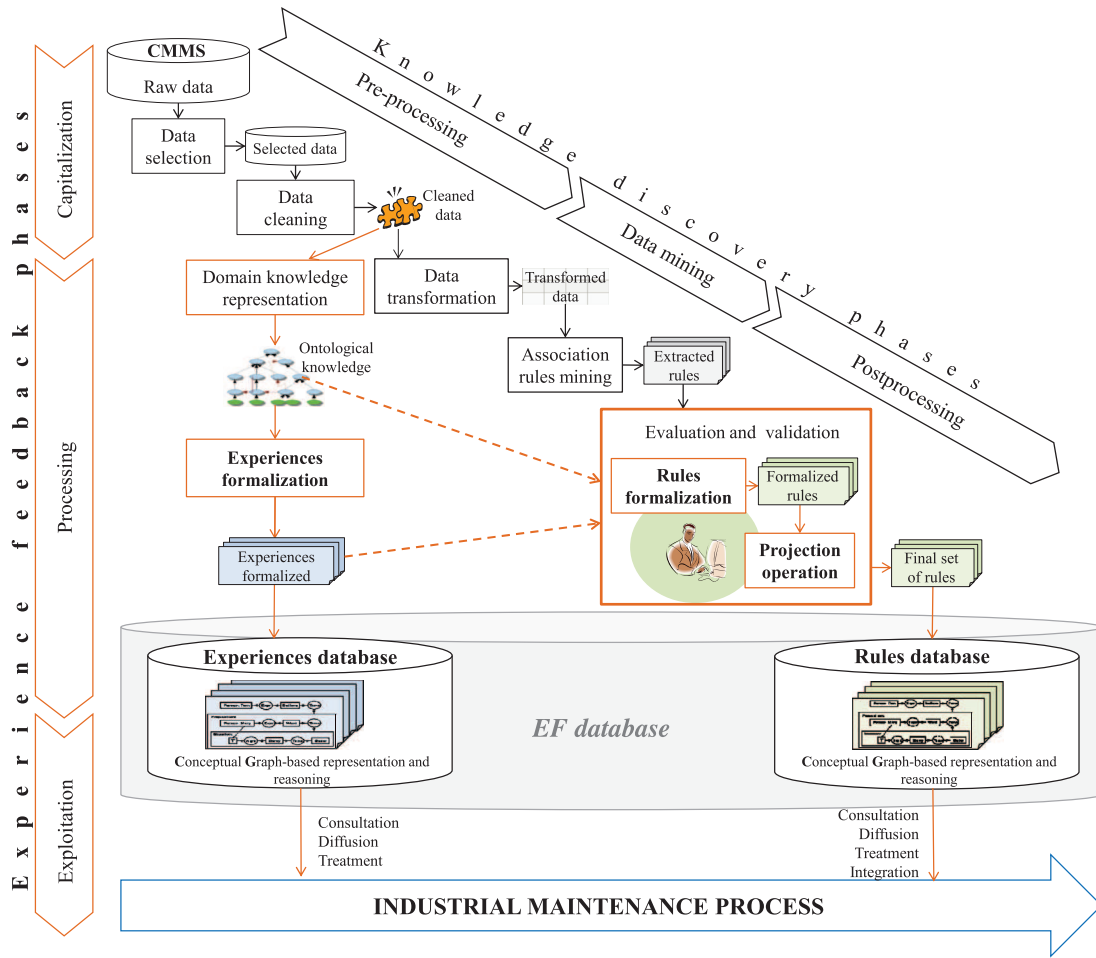 Experience feedback phases
Capitalization
Processing
Exploitation
Knowledge discovery phases
Pre-processing
Data mining
Postprocessing
CMMS
Raw data
Data
selection
Selected data
Data
cleaning
Cleaned
data
Domain knowledge
representation
Data
transformation
Transformed
data
Ontological
knowledge
Association
rules mining
Extracted
rules
Evaluation and validation
Experiences
formalization
Rules
formalization
Formalized
rules
Experiences
formalized
Projection
operation
Final set
of rules
Experiences database
Conceptual Graph-based representation and
reasoning
EF database
Rules database
Conceptual Graph-based representation and
reasoning
Consultation
Diffusion
Treatment
Consultation
Diffusion
Treatment
Integration
INDUSTRIAL MAINTENANCE PROCESS